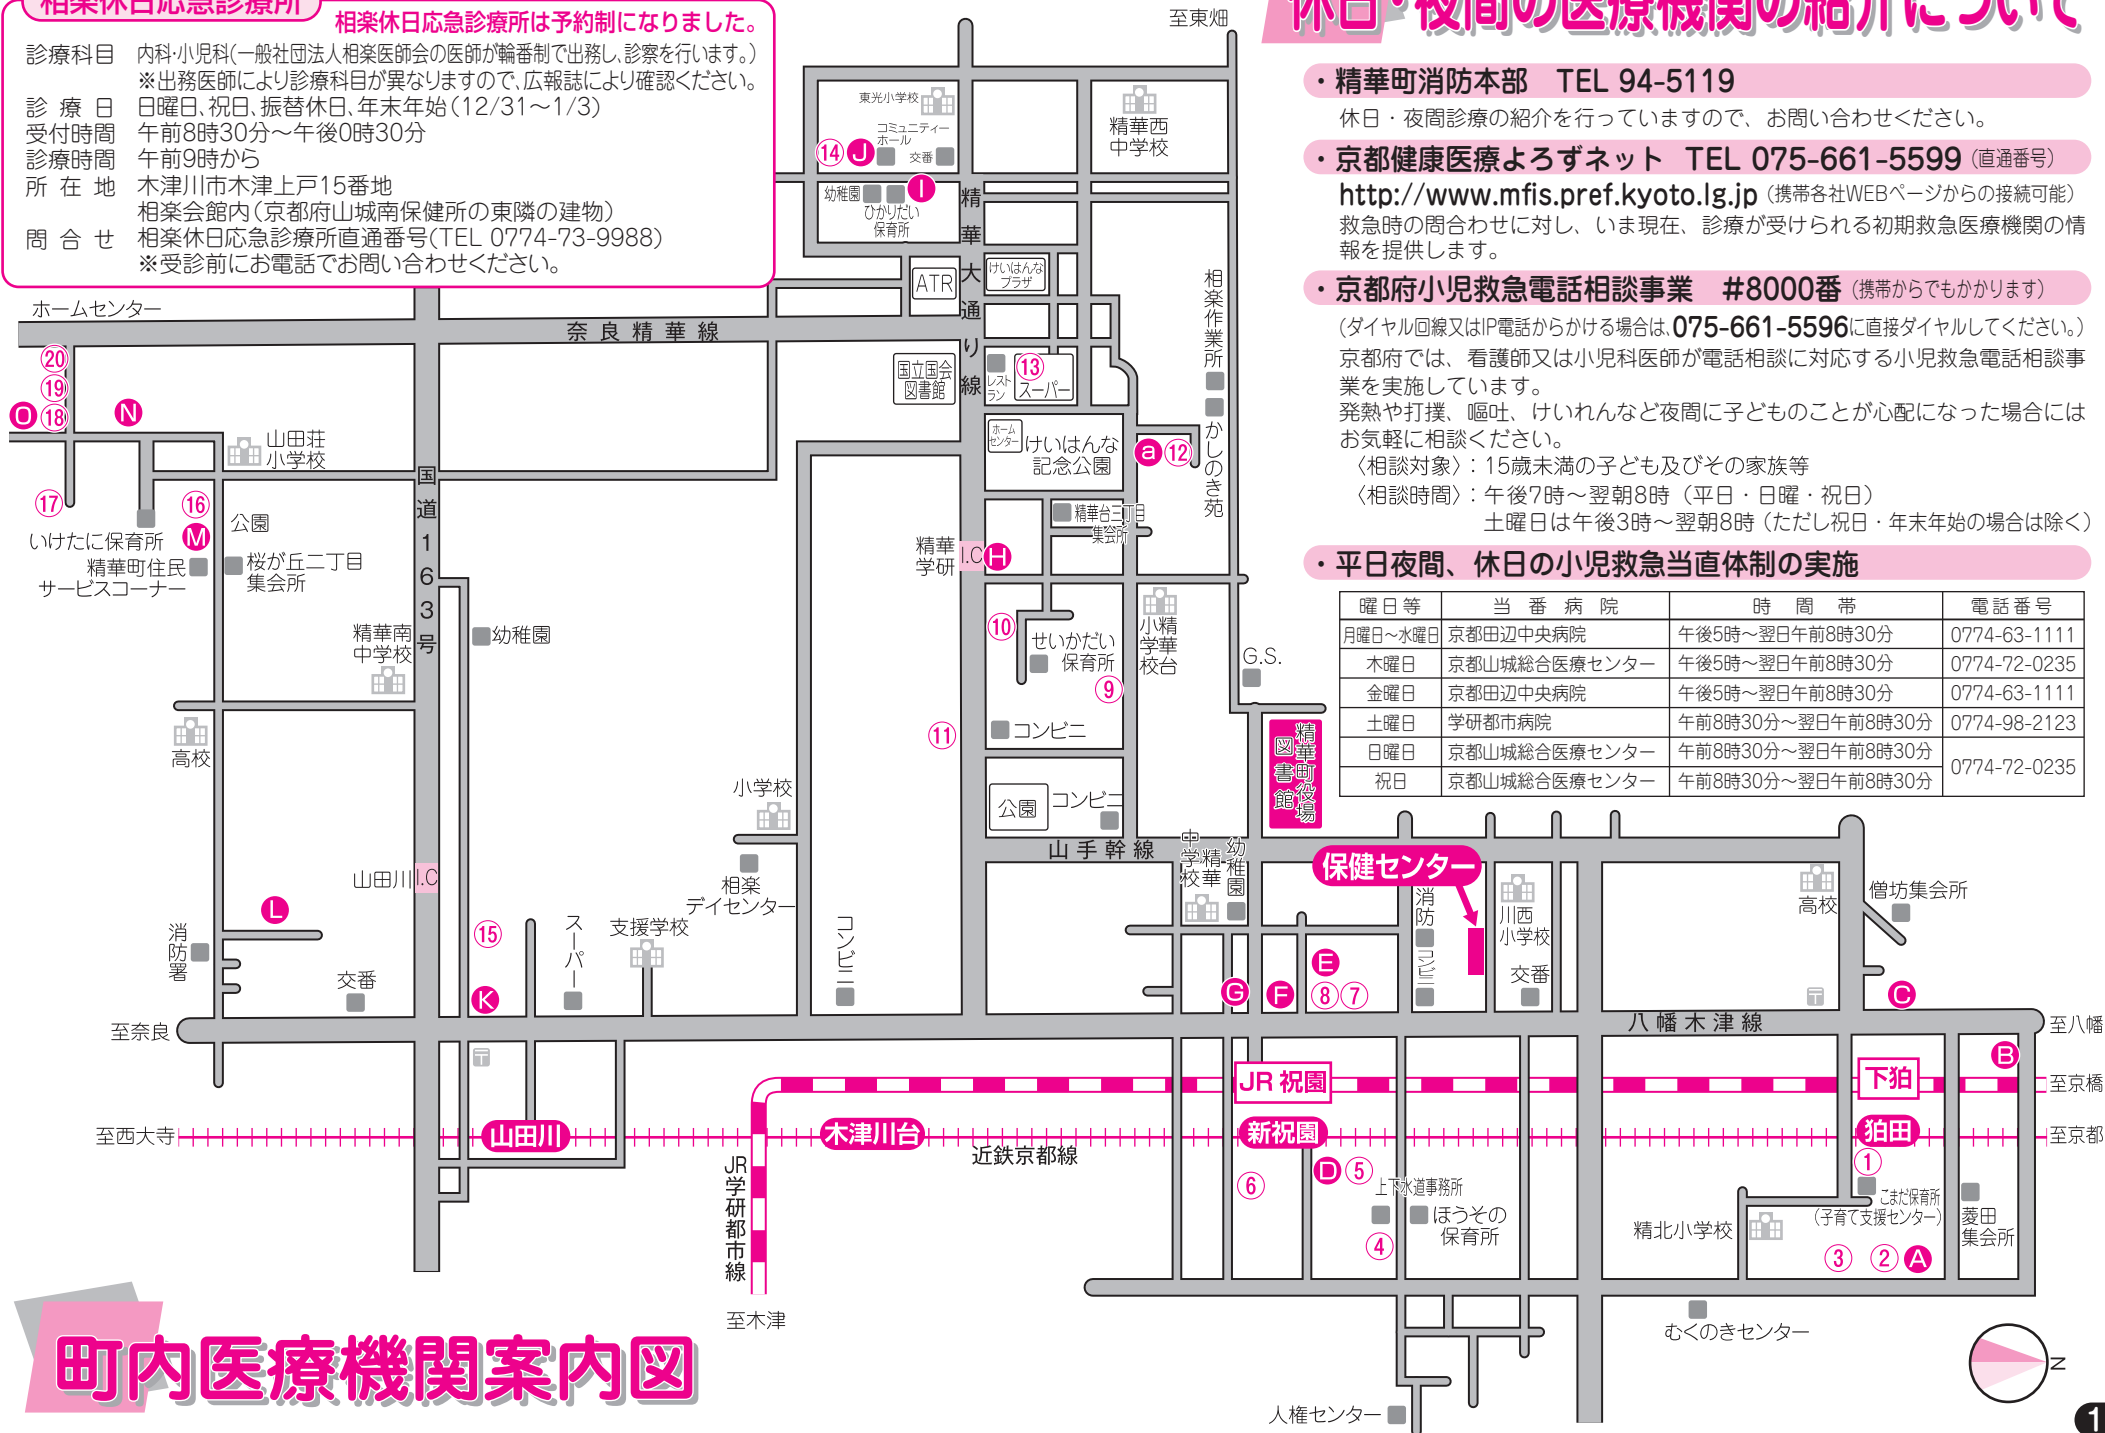 相楽休日応急診療所
相楽休日応急診療所は予約制になりました。
診療科目 内科・小児科(一般社団法人相楽医師会の医師が輪番制で出務し、診察を行います。)
※出務医師により診療科目が異なりますので、広報誌により確認ください。
診療日 日曜日、祝日、振替休日、年末年始(12/31～1/3)
受付時間 午前8時30分～午後0時30分
診療時間 午前9時から
所在地 木津川市木津上戸15番地
相楽会館内(京都府山城南保健所の東隣の建物)
問合せ 相楽休日応急診療所直通番号(TEL 0774-73-9988)
※受診前にお電話でお問い合わせください。
休日・夜間の医療機関の紹介について
・精華町消防本部 TEL 94-5119
休日・夜間診療の紹介を行っていますので、お問い合わせください。
・京都健康医療よろずネット TEL 075-661-5599(直通番号)
http://www.mfis.pref.kyoto.lg.jp(携帯各社WEBページからの接続可能)
救急時の問合わせに対し、いま現在、診療が受けられる初期救急医療機関の情
報を提供します。
・京都府小児救急電話相談事業 #8000番(携帯からでもかかります)
(ダイヤル回線又はIP電話からかける場合は、075-661-5596に直接ダイヤルしてください。)
京都府では、看護師又は小児科医師が電話相談に対応する小児救急電話相談事
業を実施しています。
発熱や打撲、嘔吐、けいれんなど夜間に子どものことが心配になった場合には
お気軽に相談ください。
〈相談対象〉:15歳未満の子ども及びその家族等
〈相談時間〉:午後7時～翌朝8時(平日・日曜・祝日)
土曜日は午後3時～翌朝8時(ただし祝日・年末年始の場合は除く)
・平日夜間、休日の小児救急当直体制の実施
曜日等 当番病院 時間帯 電話番号
月曜日～水曜日 京都田辺中央病院 午後5時～翌日午前8時30分 0774-63-1111
木曜日 京都山城総合医療センター 午後5時～翌日午前8時30分 0774-72-0235
金曜日 京都田辺中央病院 午後5時～翌日午前8時30分 0774-63-1111
土曜日 学研都市病院 午前8時30分～翌日午前8時30分 0774-98-2123
日曜日 京都山城総合医療センター 午前8時30分～翌日午前8時30分 0774-72-0235
祝日 京都山城総合医療センター 午前8時30分～翌日午前8時30分
至東畑
東光小学校
コミュニティー
ホール
交番
⑭ J
I
幼稚園
ひかりだい
保育所
精華西
中学校
精華大通り線
ATR
けいはんな
プラザ
相楽作業所
かしのき苑
ホームセンター
奈良精華線
国立国会
図書館
レストラン
⑬
スーパー
⑳
⑲
O ⑱
N
⑰
山田荘
小学校
国道163号
ホーム
センター
けいはんな
記念公園
a ⑫
⑯
M
公園
いけたに保育所
精華町住民
サービスコーナー
桜が丘二丁目
集会所
精華台三丁目
集会所
精華
学研
I.C
H
精華南
中学校
幼稚園
⑩
せいかだい
保育所
⑨
精華台
小学校
G.S.
高校
⑪
コンビニ
精華町役場
図書館
小学校
公園
コンビニ
山手幹線
精華
中学校
幼稚園
保健センター
山田川
I.C
L
相楽
デイセンター
消防署
交番
⑮
K
スーパー
支援学校
コンビニ
消防
コンビニ
川西
小学校
交番
高校
僧坊集会所
E
⑧ ⑦
G
F
〒
C
至奈良
八幡木津線
至八幡
〒
B
JR 祝園
下狛
至京橋
至西大寺
山田川
木津川台
新祝園
狛田
至京都
近鉄京都線
JR学研都市線
至木津
⑥
D ⑤
上下水道事務所
ほうその
保育所
④
①
こまだ保育所
(子育て支援センター)
菱田
集会所
精北小学校
③ ② A
むくのきセンター
人権センター
N
町内医療機関案内図
1